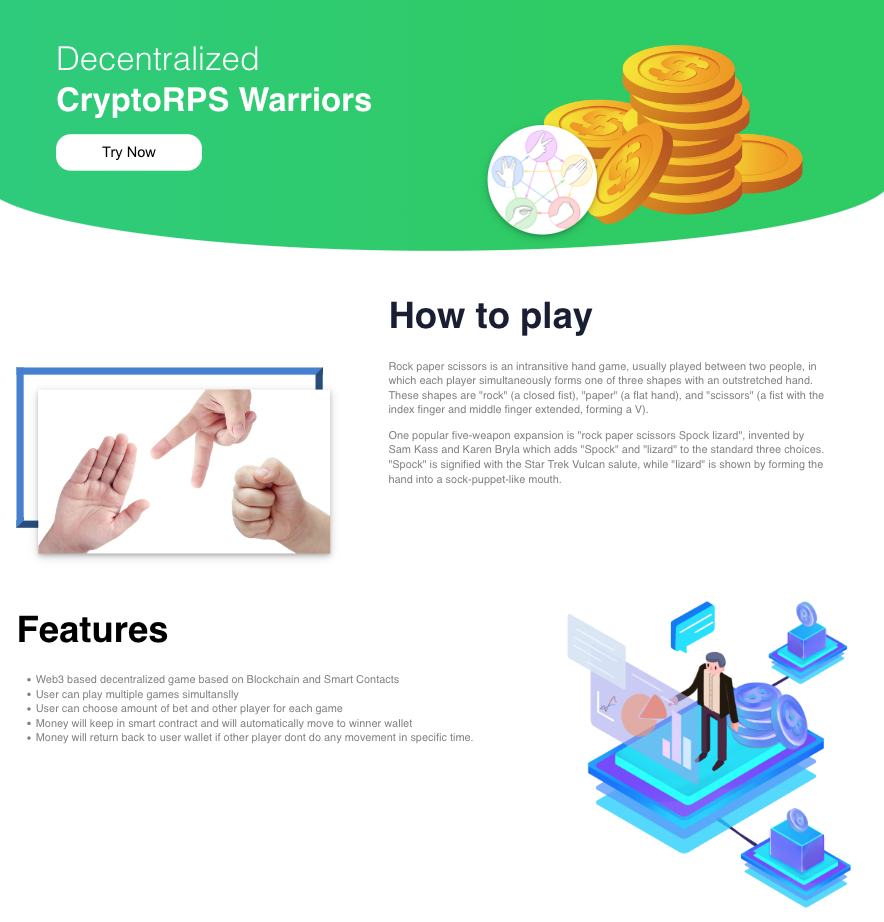 Decentralized
CryptoRPS Warriors
Try Now
How to play
Rock paper scissors is an intransitive hand game, usually played between two people, in
which each player simultaneously forms one of three shapes with an outstretched hand.
These shapes are "rock" (a closed fist), "paper" (a flat hand), and "scissors" (a fist with the
index finger and middle finger extended, forming a V).
One popular five-weapon expansion is "rock paper scissors Spock lizard", invented by
Sam Kass and Karen Bryla which adds "Spock" and "lizard" to the standard three choices.
"Spock" is signified with the Star Trek Vulcan salute, while "lizard" is shown by forming the
hand into a sock-puppet-like mouth.
Features
• Web3 based decentralized game based on Blockchain and Smart Contacts
• User can play multiple games simultanslly
• User can choose amount of bet and other player for each game
• Money will keep in smart contract and will automatically move to winner wallet
• Money will return back to user wallet if other player dont do any movement in specific time.